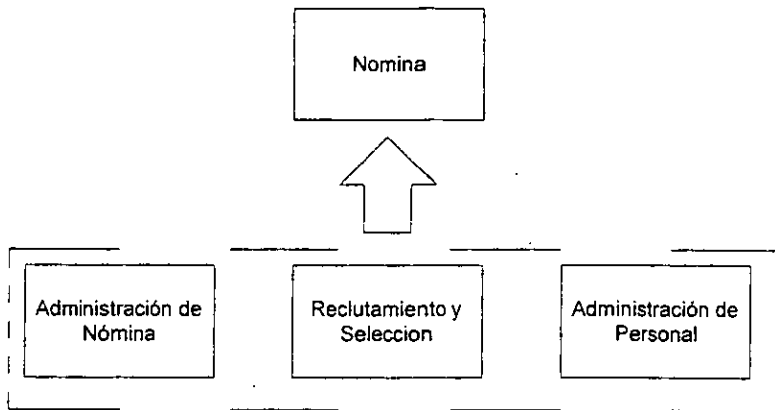 Nomina
Administración de
Nómina
Reclutamiento y
Seleccion
Administración de
Personal